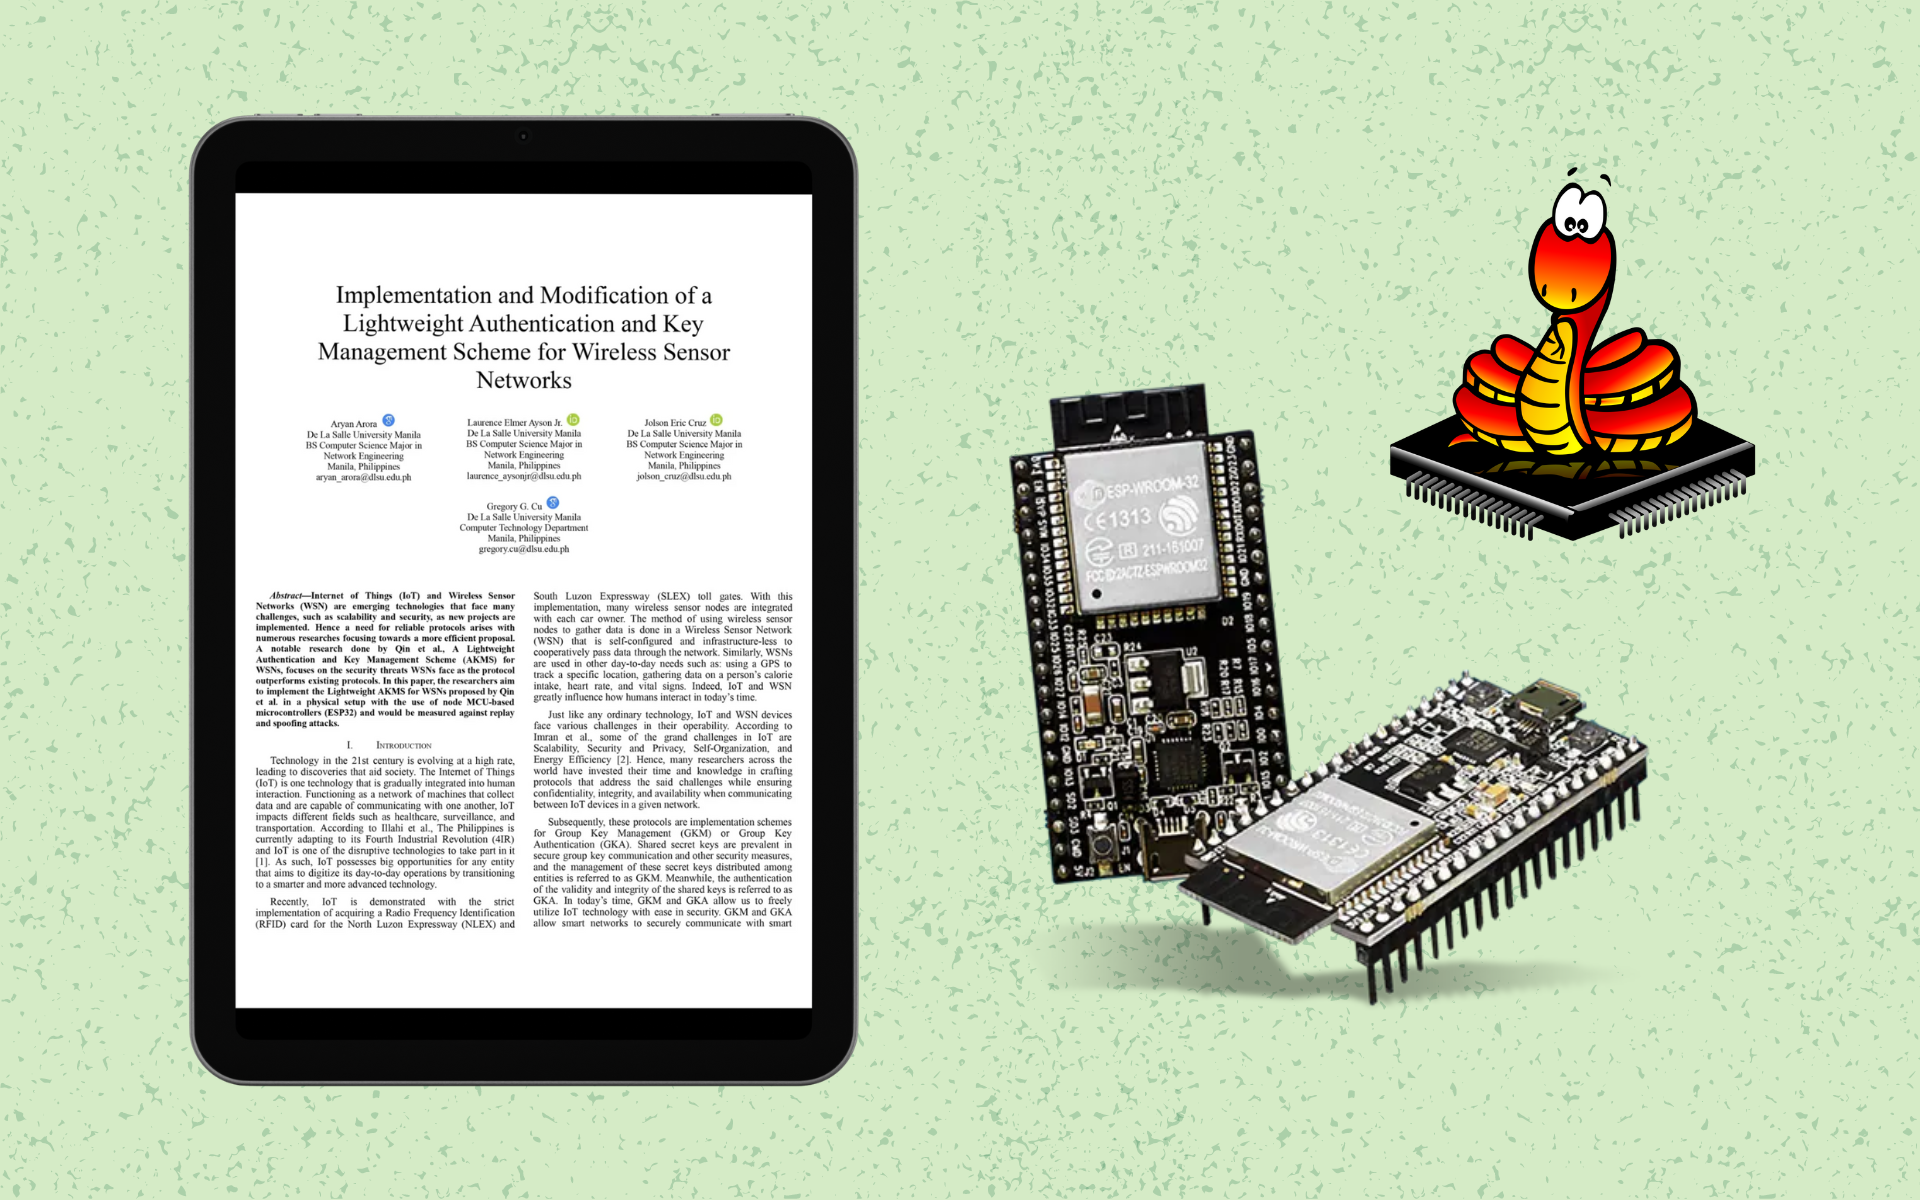 Implementation and Modification of a
Lightweight Authentication and Key
Management Scheme for Wireless Sensor
Networks
Aryan Arora
De La Salle University Manila
BS Computer Science Major in
Network Engineering
Manila, Philippines
aryan_arora@dlsu.edu.ph
Laurence Elmer Ayson Jr.
De La Salle University Manila
BS Computer Science Major in
Network Engineering
Manila, Philippines
laurence_aysonjr@dlsu.edu.ph
Jolson Eric Cruz
De La Salle University Manila
BS Computer Science Major in
Network Engineering
Manila, Philippines
jolson_cruz@dlsu.edu.ph
Gregory G. Cu
De La Salle University Manila
Computer Technology Department
Manila, Philippines
gregory.cu@dlsu.edu.ph
Abstract—Internet of Things (IoT) and Wireless Sensor
Networks (WSN) are emerging technologies that face many
challenges, such as scalability and security, as new projects are
implemented. Hence a need for reliable protocols arises with
numerous researches focusing towards a more efficient proposal.
A notable research done by Qin et al., A Lightweight
Authentication and Key Management Scheme (AKMS) for
WSNs, focuses on the security threats WSNs face as the protocol
outperforms existing protocols. In this paper, the researchers aim
to implement the Lightweight AKMS for WSNs proposed by Qin
et al. in a physical setup with the use of node MCU-based
microcontrollers (ESP32) and would be measured against replay
and spoofing attacks.
I. Introduction
Technology in the 21st century is evolving at a high rate,
leading to discoveries that aid society. The Internet of Things
(IoT) is one technology that is gradually integrated into human
interaction. Functioning as a network of machines that collect
data and are capable of communicating with one another, IoT
impacts different fields such as healthcare, surveillance, and
transportation. According to Illahi et al., The Philippines is
currently adapting to its Fourth Industrial Revolution (4IR)
and IoT is one of the disruptive technologies to take part in it
[1]. As such, IoT possesses big opportunities for any entity
that aims to digitize its day-to-day operations by transitioning
to a smarter and more advanced technology.
Recently, IoT is demonstrated with the strict
implementation of acquiring a Radio Frequency Identification
(RFID) card for the North Luzon Expressway (NLEX) and
South Luzon Expressway (SLEX) toll gates. With this
implementation, many wireless sensor nodes are integrated
with each car owner. The method of using wireless sensor
nodes to gather data is done in a Wireless Sensor Network
(WSN) that is self-configured and infrastructure-less to
cooperatively pass data through the network. Similarly, WSNs
are used in other day-to-day needs such as: using a GPS to
track a specific location, gathering data on a person's calorie
intake, heart rate, and vital signs. Indeed, IoT and WSN
greatly influence how humans interact in today's time.
Just like any ordinary technology, IoT and WSN devices
face various challenges in their operability. According to
Imran et al., some of the grand challenges in IoT are
Scalability, Security and Privacy, Self-Organization, and
Energy Efficiency [2]. Hence, many researchers across the
world have invested their time and knowledge in crafting
protocols that address the said challenges while ensuring
confidentiality, integrity, and availability when communicating
between IoT devices in a given network.
Subsequently, these protocols are implementation schemes
for Group Key Management (GKM) or Group Key
Authentication (GKA). Shared secret keys are prevalent in
secure group key communication and other security measures,
and the management of these secret keys distributed among
entities is referred to as GKM. Meanwhile, the authentication
of the validity and integrity of the shared keys is referred to as
GKA. In today's time, GKM and GKA allow us to freely
utilize IoT technology with ease in security. GKM and GKA
allow smart networks to securely communicate with smart
ESP-WROOM-32
CE1313
R 211-161007
FCC ID:2AC7Z-ESPWROOM32